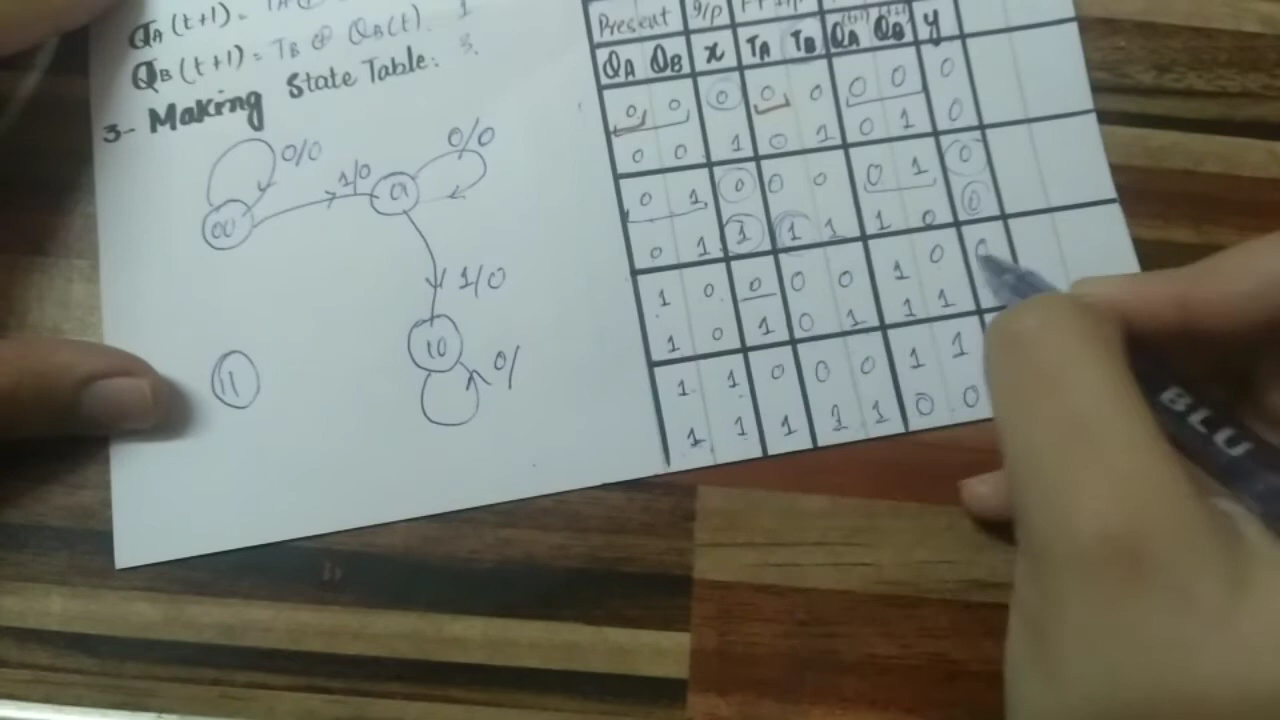 QA (t+1) = TA ⊕
QB (t+1) = TB ⊕ QB(t).
3- Making State Table:
0/0
0/0
1/0
00
01
1/0
10
0/
11
Present
QA QB x TA TB QA QB y
0 0 0 0 0 0 0 0
0 0 1 0 1 0 1 0
0 1 0 0 0 0 1 0
0 1 1 1 1 1 0 0
1 0 0 0 0 1 0 0
1 0 1 0 1 1 1
1 1 0 0 0 1 1
1 1 1 1 1 0 0
BLU